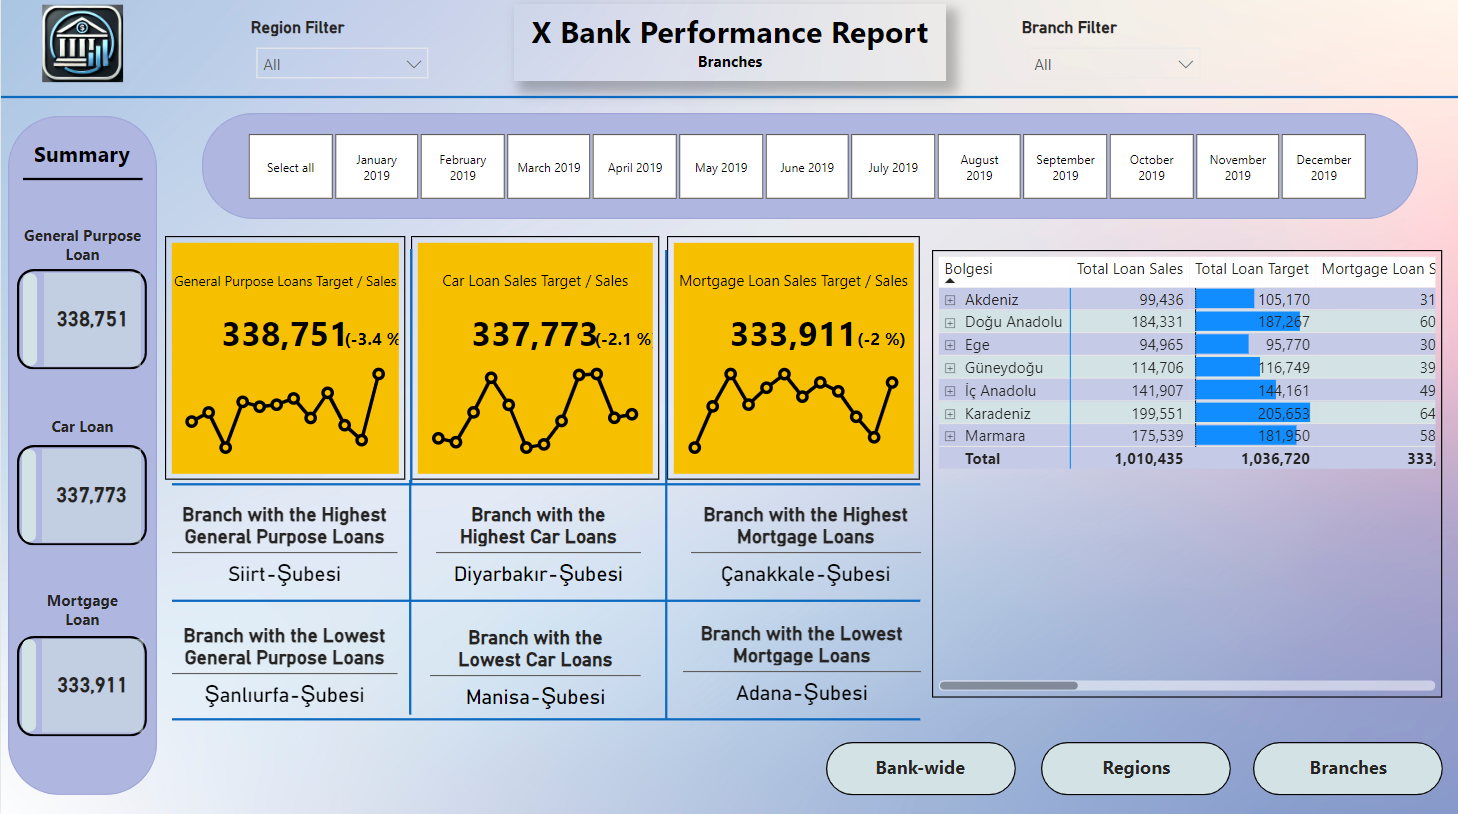 Region Filter
All
X Bank Performance Report
Branches
Branch Filter
All
Summary
General Purpose
Loan
338,751
Car Loan
337,773
Mortgage
Loan
333,911
Select all
January
2019
February
2019
March 2019
April 2019
May 2019
June 2019
July 2019
August
2019
September
2019
October
2019
November
2019
December
2019
General Purpose Loans Target / Sales
338,751(-3.4 %
Car Loan Sales Target / Sales
337,773(-2.1 %
Mortgage Loan Sales Target / Sales
333,911(-2 %)
Branch with the Highest
General Purpose Loans
Siirt-Şubesi
Branch with the
Highest Car Loans
Diyarbakır-Şubesi
Branch with the Highest
Mortgage Loans
Çanakkale-Şubesi
Branch with the Lowest
General Purpose Loans
Şanlıurfa-Şubesi
Branch with the
Lowest Car Loans
Manisa-Şubesi
Branch with the Lowest
Mortgage Loans
Adana-Şubesi
Bolgesi Total Loan Sales Total Loan Target Mortgage Loan S
Akdeniz 99,436 105,170 31
Doğu Anadolu 184,331 187,267 60
Ege 94,965 95,770 30
Güneydoğu 114,706 116,749 39
İç Anadolu 141,907 144,161 49
Karadeniz 199,551 205,653 64
Marmara 175,539 181,950 58
Total 1,010,435 1,036,720 333,
Bank-wide
Regions
Branches